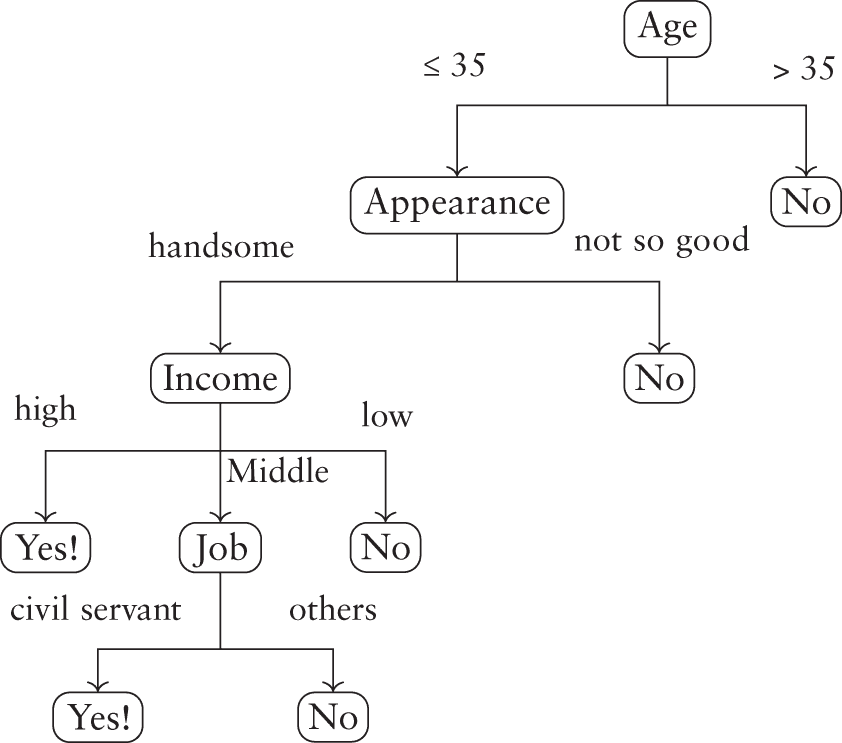 Age
≤ 35
> 35
Appearance
No
handsome
not so good
Income
No
high
low
Middle
Yes!
Job
No
civil servant
others
Yes!
No